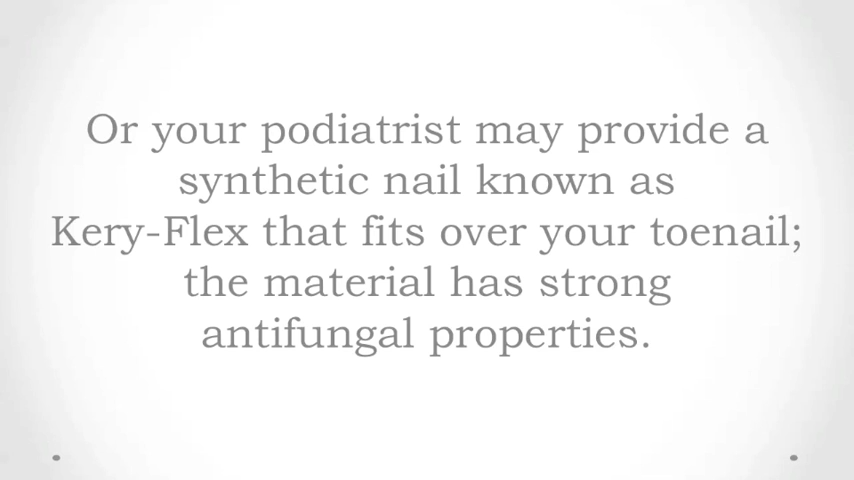 Or your podiatrist may provide a
synthetic nail known as
Kery-Flex that fits over your toenail;
the material has strong
antifungal properties.